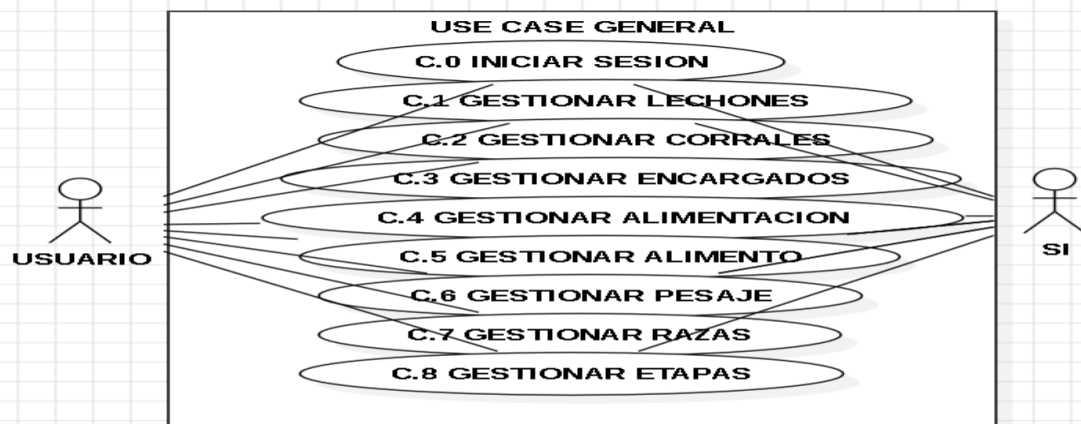 USE CASE GENERAL
C.0 INICIAR SESION
C.1 GESTIONAR LECHONES
C.2 GESTIONAR CORRALES
C.3 GESTIONAR ENCARGADOS
C.4 GESTIONAR ALIMENTACION
C.5 GESTIONAR ALIMENTO
C.6 GESTIONAR PESAJE
C.7 GESTIONAR RAZAS
C.8 GESTIONAR ETAPAS
USUARIO
SI